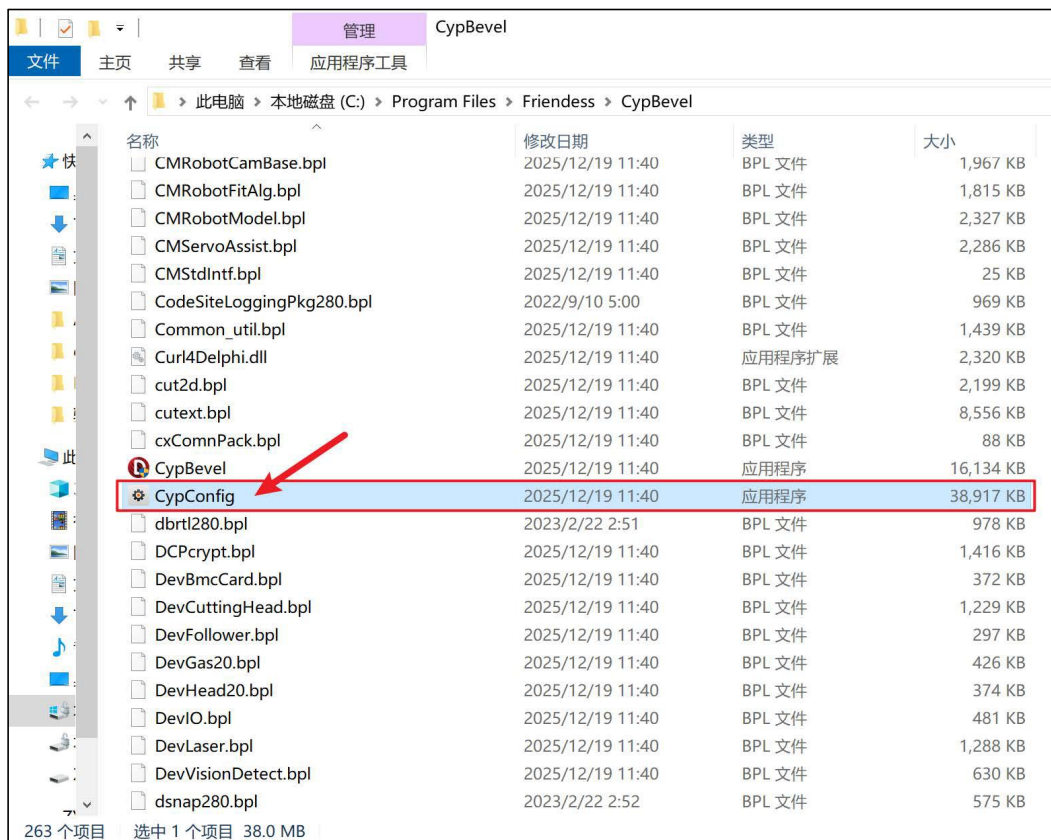 管理 CypBevel
文件 主页 共享 查看 应用程序工具
此电脑 > 本地磁盘 (C:) > Program Files > Friendess > CypBevel
名称 修改日期 类型 大小
CMRobotCamBase.bpl 2025/12/19 11:40 BPL 文件 1,967 KB
CMRobotFitAlg.bpl 2025/12/19 11:40 BPL 文件 1,815 KB
CMRobotModel.bpl 2025/12/19 11:40 BPL 文件 2,327 KB
CMServoAssist.bpl 2025/12/19 11:40 BPL 文件 2,286 KB
CMStdIntf.bpl 2025/12/19 11:40 BPL 文件 25 KB
CodeSiteLoggingPkg280.bpl 2022/9/10 5:00 BPL 文件 969 KB
Common_util.bpl 2025/12/19 11:40 BPL 文件 1,439 KB
Curl4Delphi.dll 2025/12/19 11:40 应用程序扩展 2,320 KB
cut2d.bpl 2025/12/19 11:40 BPL 文件 2,199 KB
cutext.bpl 2025/12/19 11:40 BPL 文件 8,556 KB
cxComnPack.bpl 2025/12/19 11:40 BPL 文件 88 KB
CypBevel 2025/12/19 11:40 应用程序 16,134 KB
CypConfig 2025/12/19 11:40 应用程序 38,917 KB
dbrtl280.bpl 2023/2/22 2:51 BPL 文件 978 KB
DCPcrypt.bpl 2025/12/19 11:40 BPL 文件 1,416 KB
DevBmcCard.bpl 2025/12/19 11:40 BPL 文件 372 KB
DevCuttingHead.bpl 2025/12/19 11:40 BPL 文件 1,229 KB
DevFollower.bpl 2025/12/19 11:40 BPL 文件 297 KB
DevGas20.bpl 2025/12/19 11:40 BPL 文件 426 KB
DevHead20.bpl 2025/12/19 11:40 BPL 文件 374 KB
DevIO.bpl 2025/12/19 11:40 BPL 文件 481 KB
DevLaser.bpl 2025/12/19 11:40 BPL 文件 1,288 KB
DevVisionDetect.bpl 2025/12/19 11:40 BPL 文件 630 KB
dsnap280.bpl 2023/2/22 2:52 BPL 文件 575 KB
263 个项目 选中 1 个项目 38.0 MB